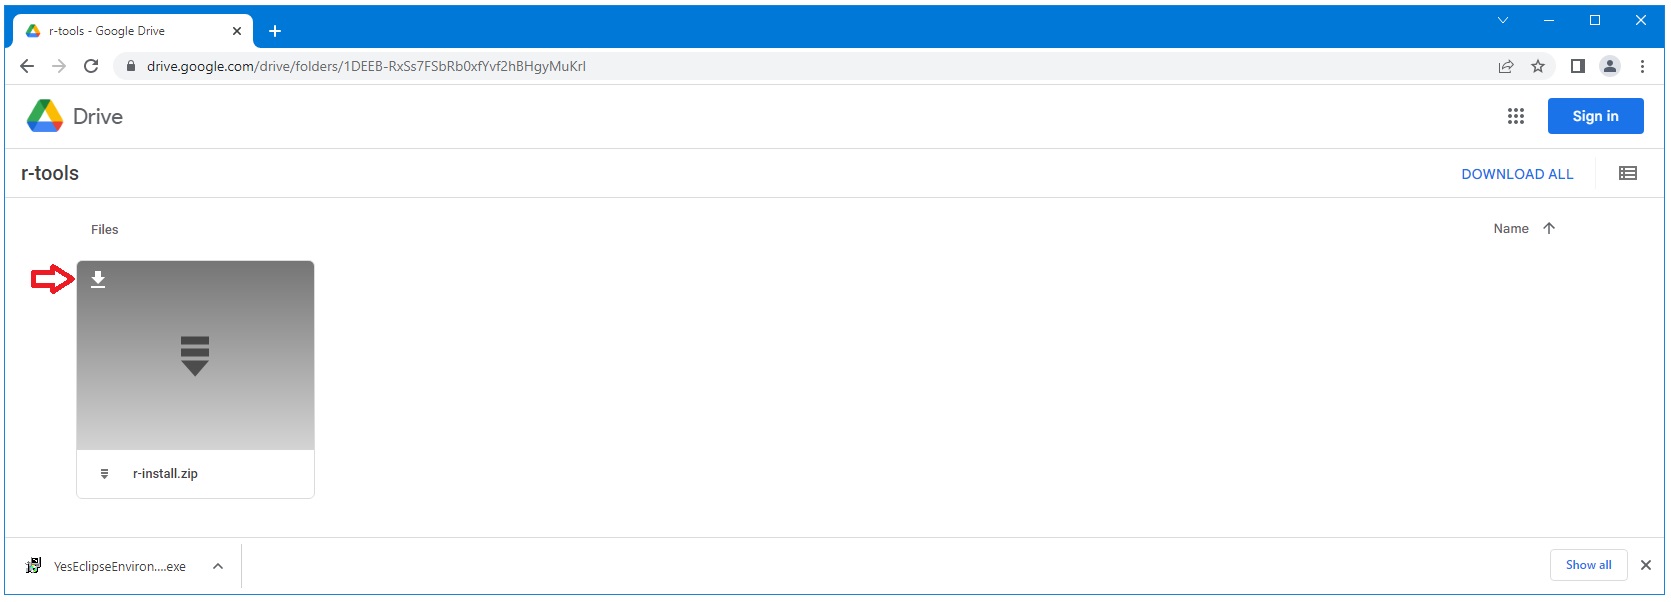 r-tools - Google Drive
drive.google.com/drive/folders/1DEEB-RxSs7FSbRb0xfYvf2hBHgyMuKrl
Drive
Sign in
r-tools
DOWNLOAD ALL
Files
Name
r-install.zip
YesEclipseEnviron....exe
Show all